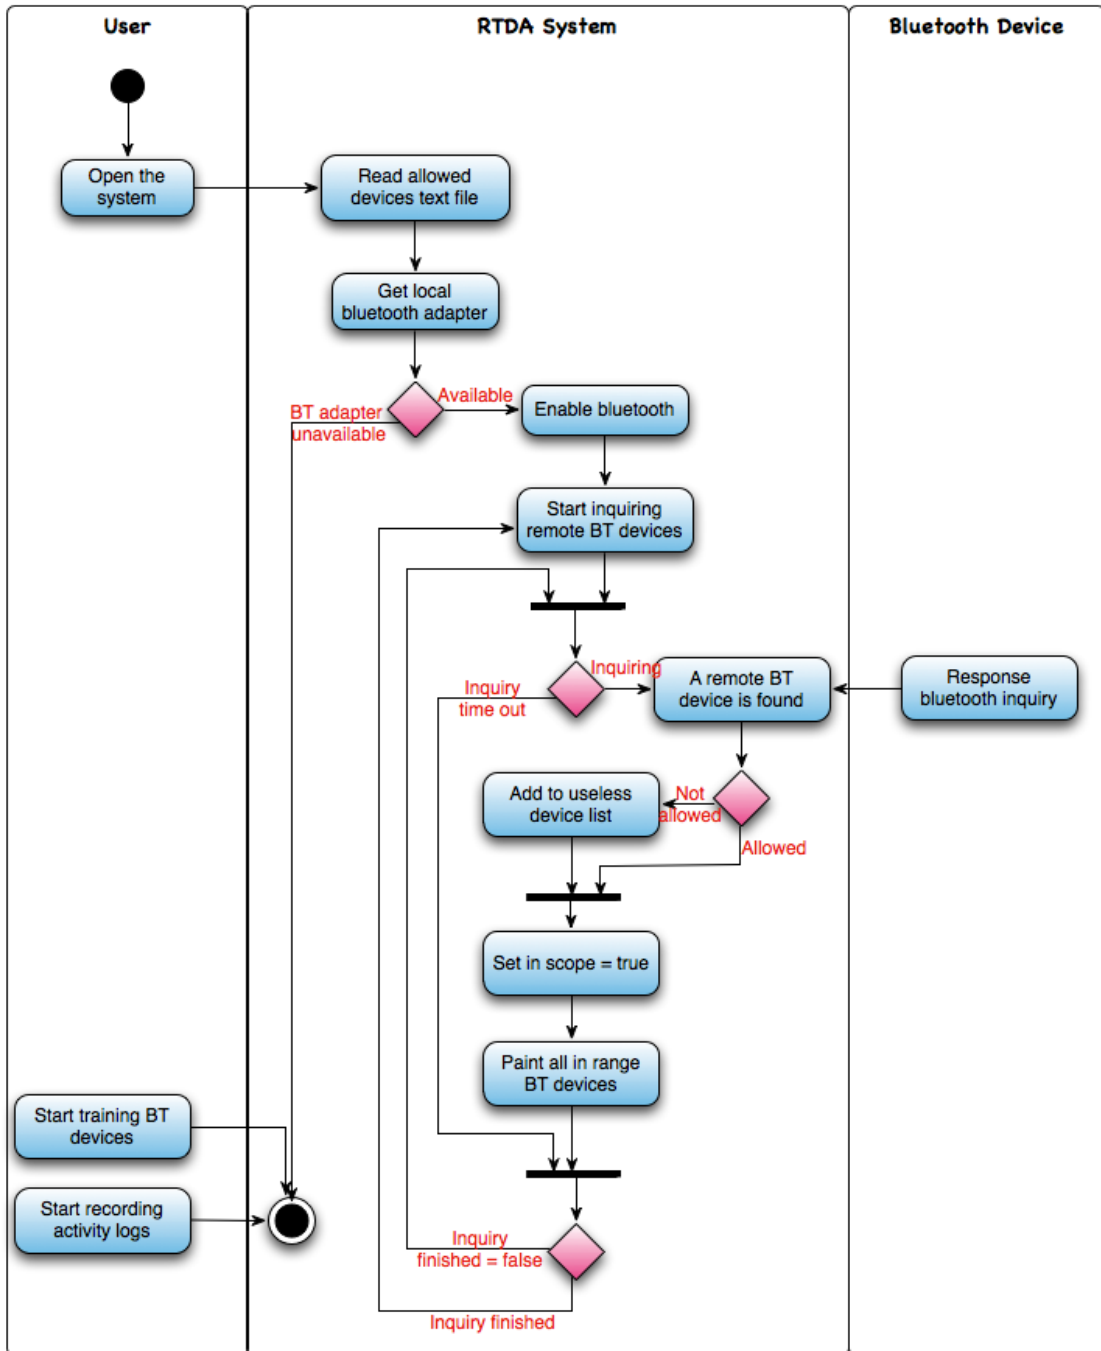 User
RTDA System
Bluetooth Device
Open the
system
Read allowed
devices text file
Get local
bluetooth adapter
Available
BT adapter
unavailable
Enable bluetooth
Start inquiring
remote BT devices
Inquiring
Inquiry
time out
A remote BT
device is found
Response
bluetooth inquiry
Add to useless
device list
Not
allowed
Allowed
Set in scope = true
Paint all in range
BT devices
Start training BT
devices
Start recording
activity logs
Inquiry
finished = false
Inquiry finished